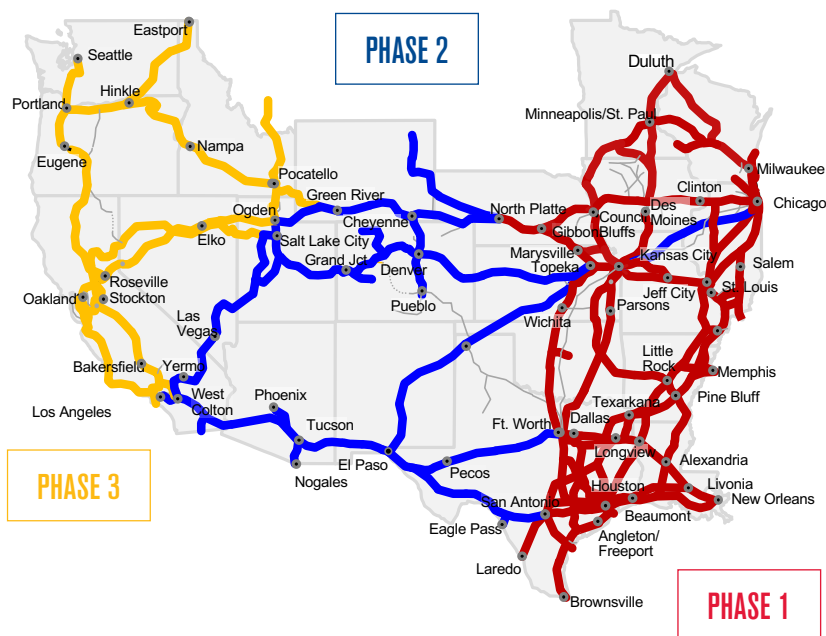 PHASE 2
Eastport
Seattle
Duluth
Hinkle
Portland
Minneapolis/St. Paul
Eugene
Nampa
Milwaukee
Pocatello
Clinton
Green River
Chicago
Ogden
North Platte
Council
Bluffs
Des
Moines
Cheyenne
Gibbon
Elko
Salt Lake City
Marysville
Kansas City
Grand Jct
Denver
Topeka
Salem
Roseville
Jeff City
St. Louis
Oakland
Stockton
Pueblo
Parsons
Las
Vegas
Wichita
Bakersfield
Yermo
Little
Rock
Memphis
West
Colton
Phoenix
Pine Bluff
Los Angeles
Texarkana
Tucson
Ft. Worth
Dallas
Longview
El Paso
Pecos
Alexandria
PHASE 3
Nogales
Houston
Livonia
San Antonio
New Orleans
Beaumont
Eagle Pass
Angleton/
Freeport
Laredo
PHASE 1
Brownsville